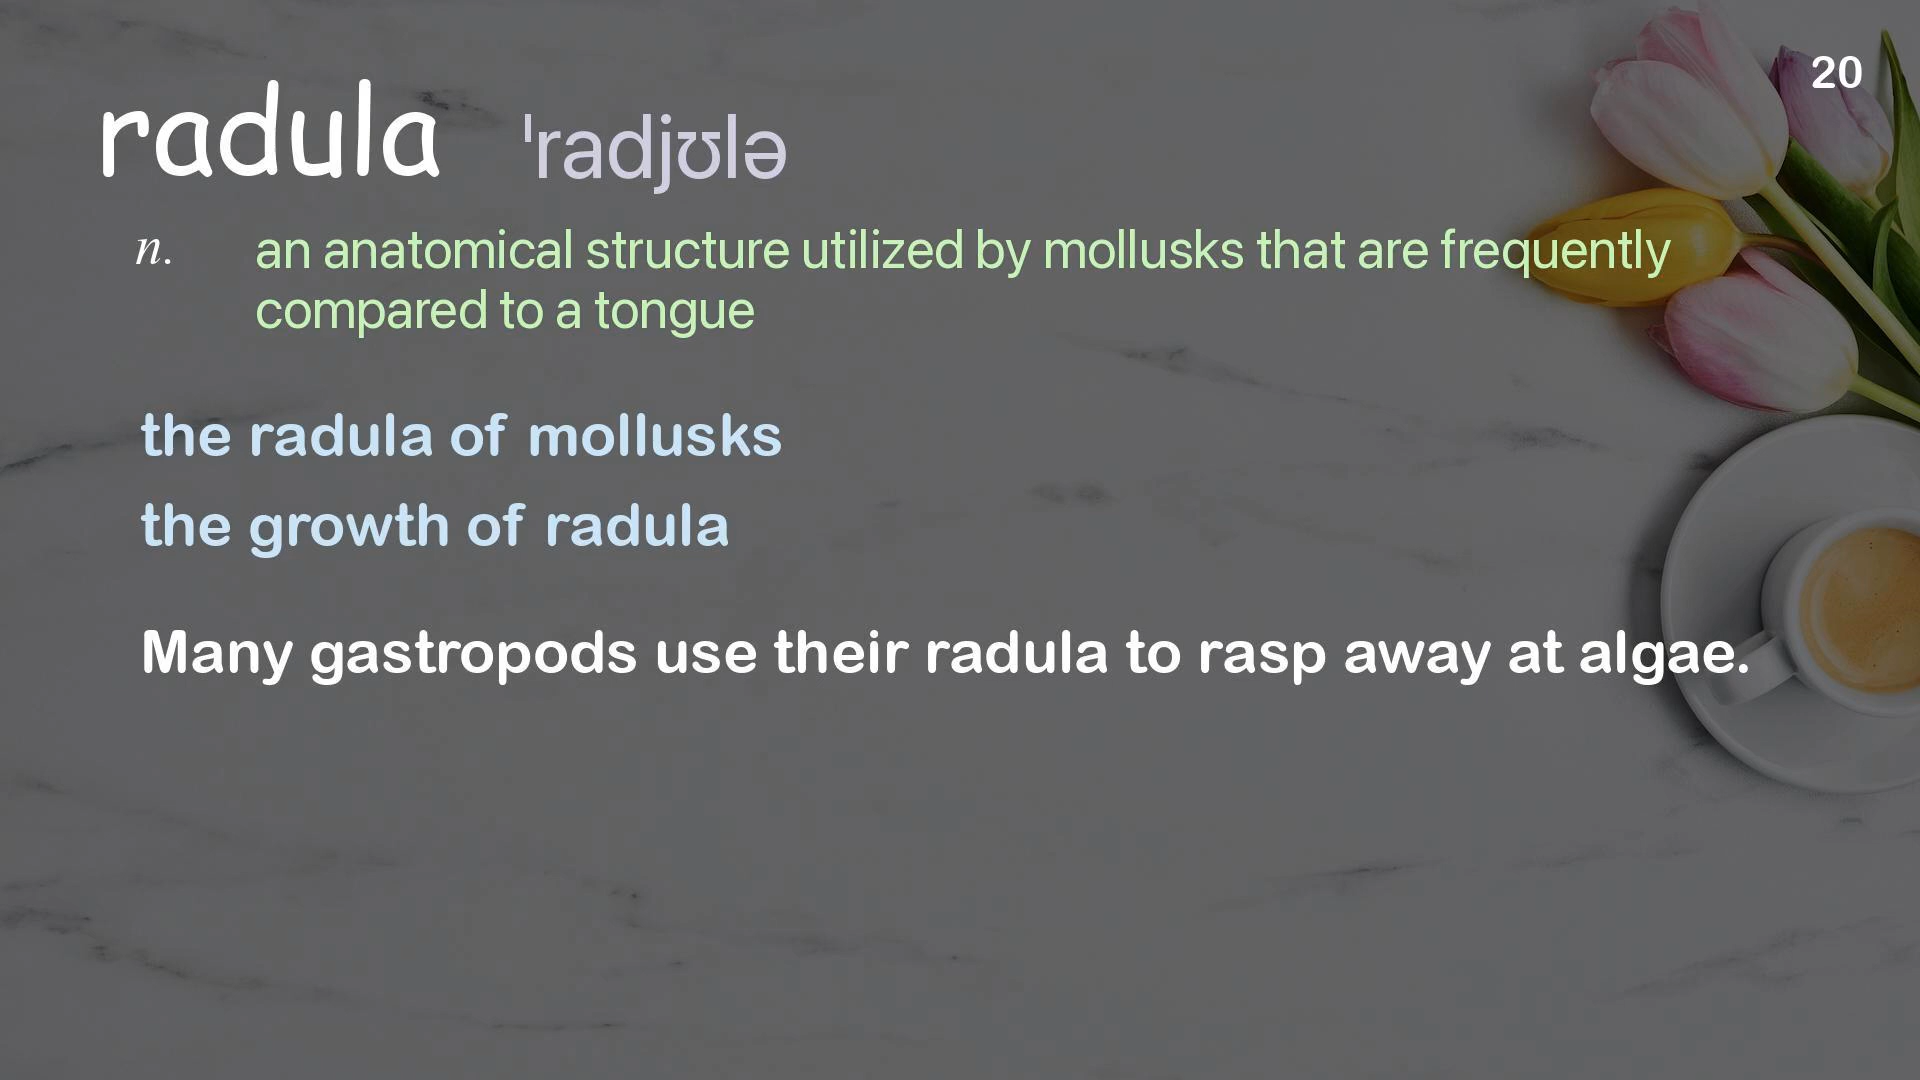 20
radula ˈradjʊlə
n. an anatomical structure utilized by mollusks that are frequently
compared to a tongue
the radula of mollusks
the growth of radula
Many gastropods use their radula to rasp away at algae.